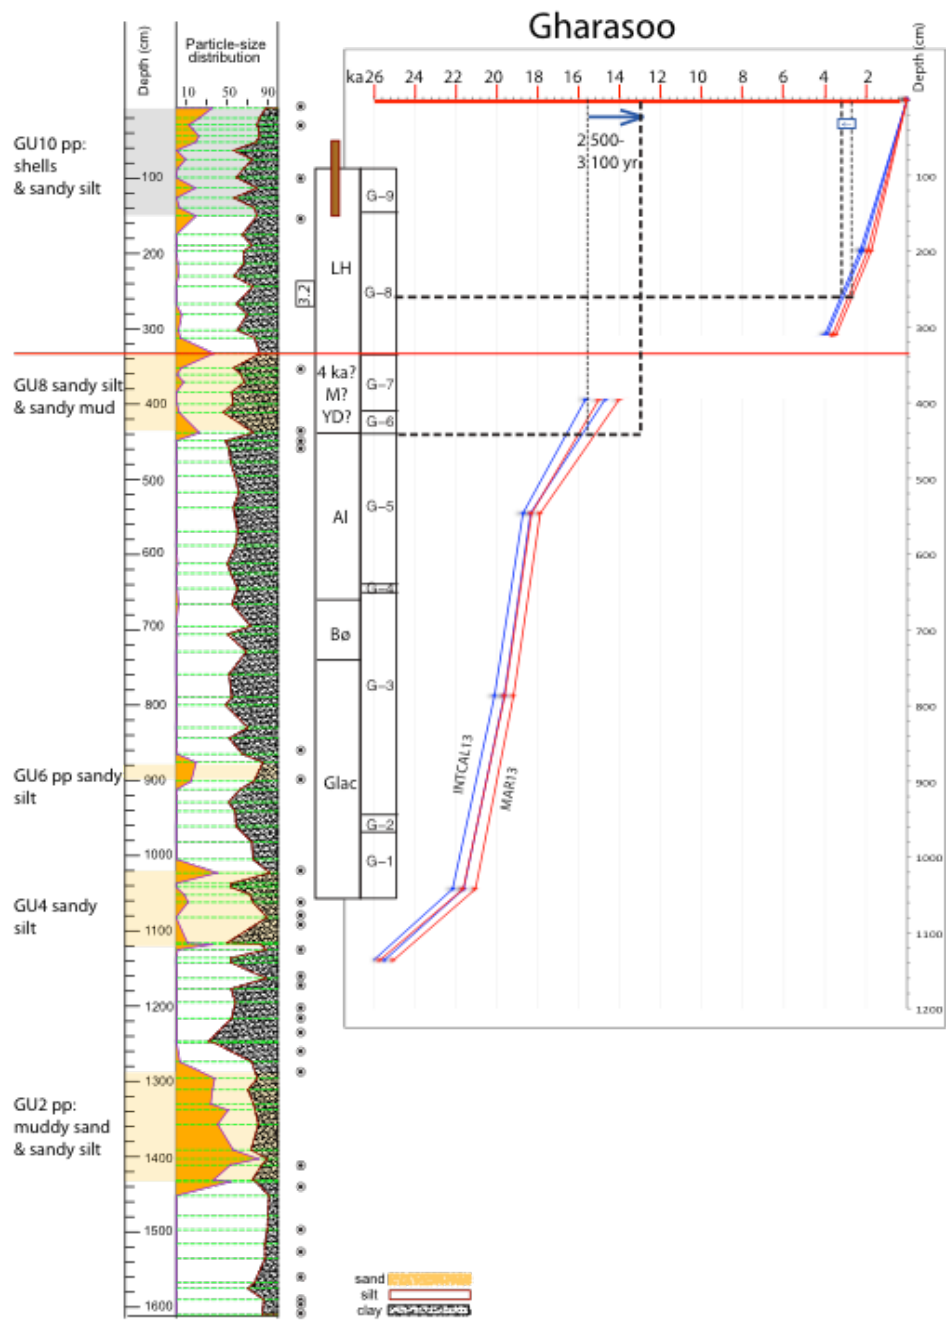 Gharasoo
Depth (cm)
Particle-size
distribution
10 50 90
ka 26 24 22 20 18 16 14 12 10 8 6 4 2
Depth (cm)
GU10 pp:
shells
& sandy silt
GU8 sandy silt
& sandy mud
GU6 pp sandy
silt
GU4 sandy
silt
GU2 pp:
muddy sand
& sandy silt
100
200
300
400
500
600
700
800
900
1000
1100
1200
1300
1400
1500
1600
3.2
LH
4 ka?
M?
YD?
Al
Bø
Glac
G-9
G-8
G-7
G-6
G-5
G-4
G-3
G-2
G-1
2 500-
3 100 yr
INTCAL13
MAR13
100
200
300
400
500
600
700
800
900
1000
1100
1200
sand
silt
clay